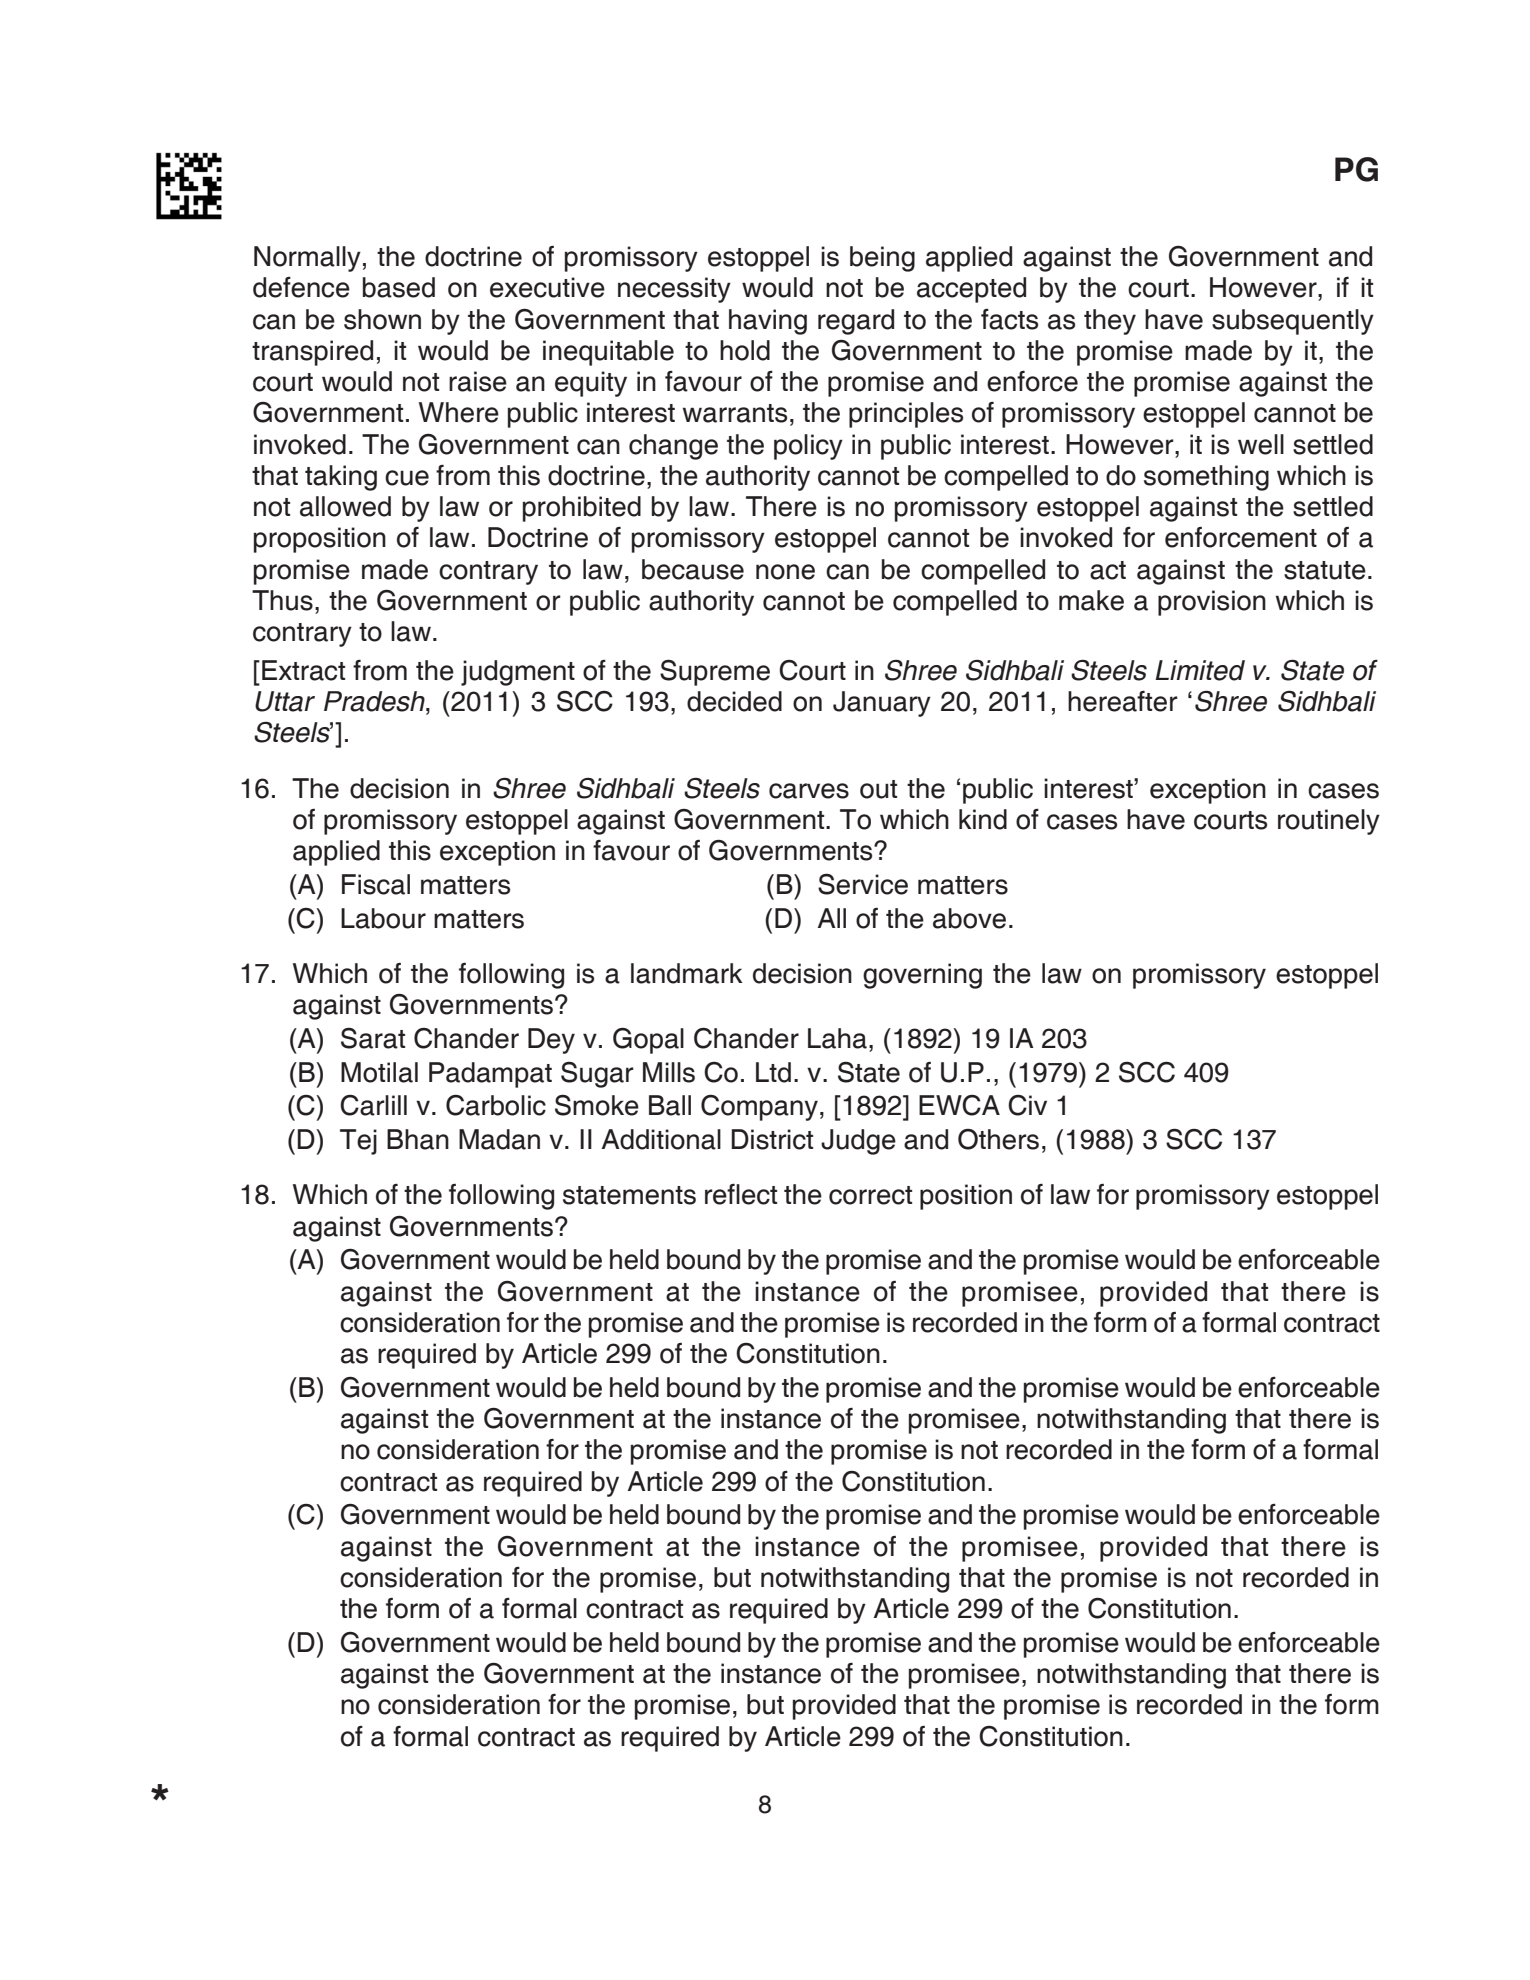 PG
Normally, the doctrine of promissory estoppel is being applied against the Government and
defence based on executive necessity would not be accepted by the court. However, if it
can be shown by the Government that having regard to the facts as they have subsequently
transpired, it would be inequitable to hold the Government to the promise made by it, the
court would not raise an equity in favour of the promise and enforce the promise against the
Government. Where public interest warrants, the principles of promissory estoppel cannot be
invoked. The Government can change the policy in public interest. However, it is well settled
that taking cue from this doctrine, the authority cannot be compelled to do something which is
not allowed by law or prohibited by law. There is no promissory estoppel against the settled
proposition of law. Doctrine of promissory estoppel cannot be invoked for enforcement of a
promise made contrary to law, because none can be compelled to act against the statute.
Thus, the Government or public authority cannot be compelled to make a provision which is
contrary to law.
[Extract from the judgment of the Supreme Court in Shree Sidhbali Steels Limited v. State of
Uttar Pradesh, (2011) 3 SCC 193, decided on January 20, 2011, hereafter ‘Shree Sidhbali
Steels’].
16. The decision in Shree Sidhbali Steels carves out the ‘public interest’ exception in cases
of promissory estoppel against Government. To which kind of cases have courts routinely
applied this exception in favour of Governments?
(A) Fiscal matters (B) Service matters
(C) Labour matters (D) All of the above.
17. Which of the following is a landmark decision governing the law on promissory estoppel
against Governments?
(A) Sarat Chander Dey v. Gopal Chander Laha, (1892) 19 IA 203
(B) Motilal Padampat Sugar Mills Co. Ltd. v. State of U.P., (1979) 2 SCC 409
(C) Carlill v. Carbolic Smoke Ball Company, [1892] EWCA Civ 1
(D) Tej Bhan Madan v. II Additional District Judge and Others, (1988) 3 SCC 137
18. Which of the following statements reflect the correct position of law for promissory estoppel
against Governments?
(A) Government would be held bound by the promise and the promise would be enforceable
against the Government at the instance of the promisee, provided that there is
consideration for the promise and the promise is recorded in the form of a formal contract
as required by Article 299 of the Constitution.
(B) Government would be held bound by the promise and the promise would be enforceable
against the Government at the instance of the promisee, notwithstanding that there is
no consideration for the promise and the promise is not recorded in the form of a formal
contract as required by Article 299 of the Constitution.
(C) Government would be held bound by the promise and the promise would be enforceable
against the Government at the instance of the promisee, provided that there is
consideration for the promise, but notwithstanding that the promise is not recorded in
the form of a formal contract as required by Article 299 of the Constitution.
(D) Government would be held bound by the promise and the promise would be enforceable
against the Government at the instance of the promisee, notwithstanding that there is
no consideration for the promise, but provided that the promise is recorded in the form
of a formal contract as required by Article 299 of the Constitution.
* 8